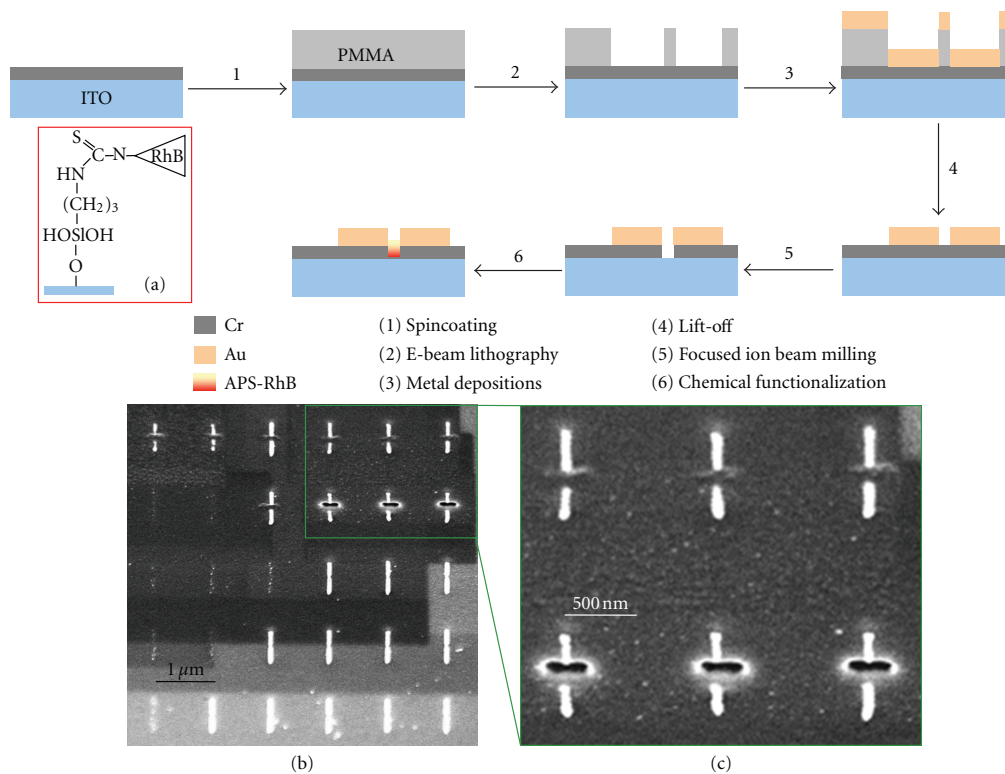 1
PMMA
2
3
ITO
S
C
N
RhB
HN
(CH₂)₃
HOSIOH
O
(a)
4
6
5
Cr
Au
APS-RhB
(1) Spincoating
(2) E-beam lithography
(3) Metal depositions
(4) Lift-off
(5) Focused ion beam milling
(6) Chemical functionalization
1 μm
500 nm
(b)
(c)